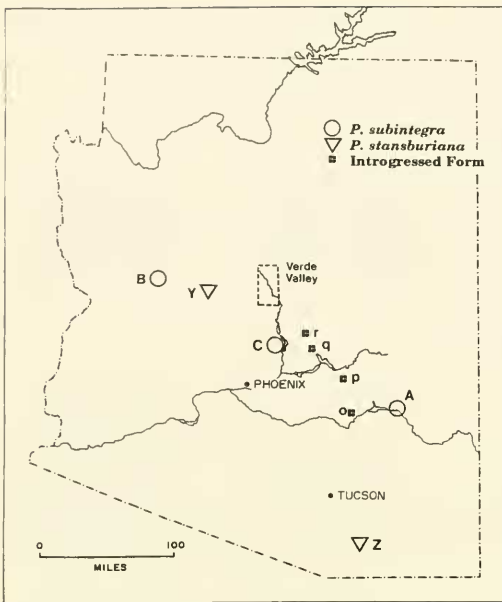 P. subintegra
P. stansburiana
Introgressed Form
Verde
Valley
B
Y
r
C
q
PHOENIX
p
A
o
TUCSON
Z
0 100
MILES